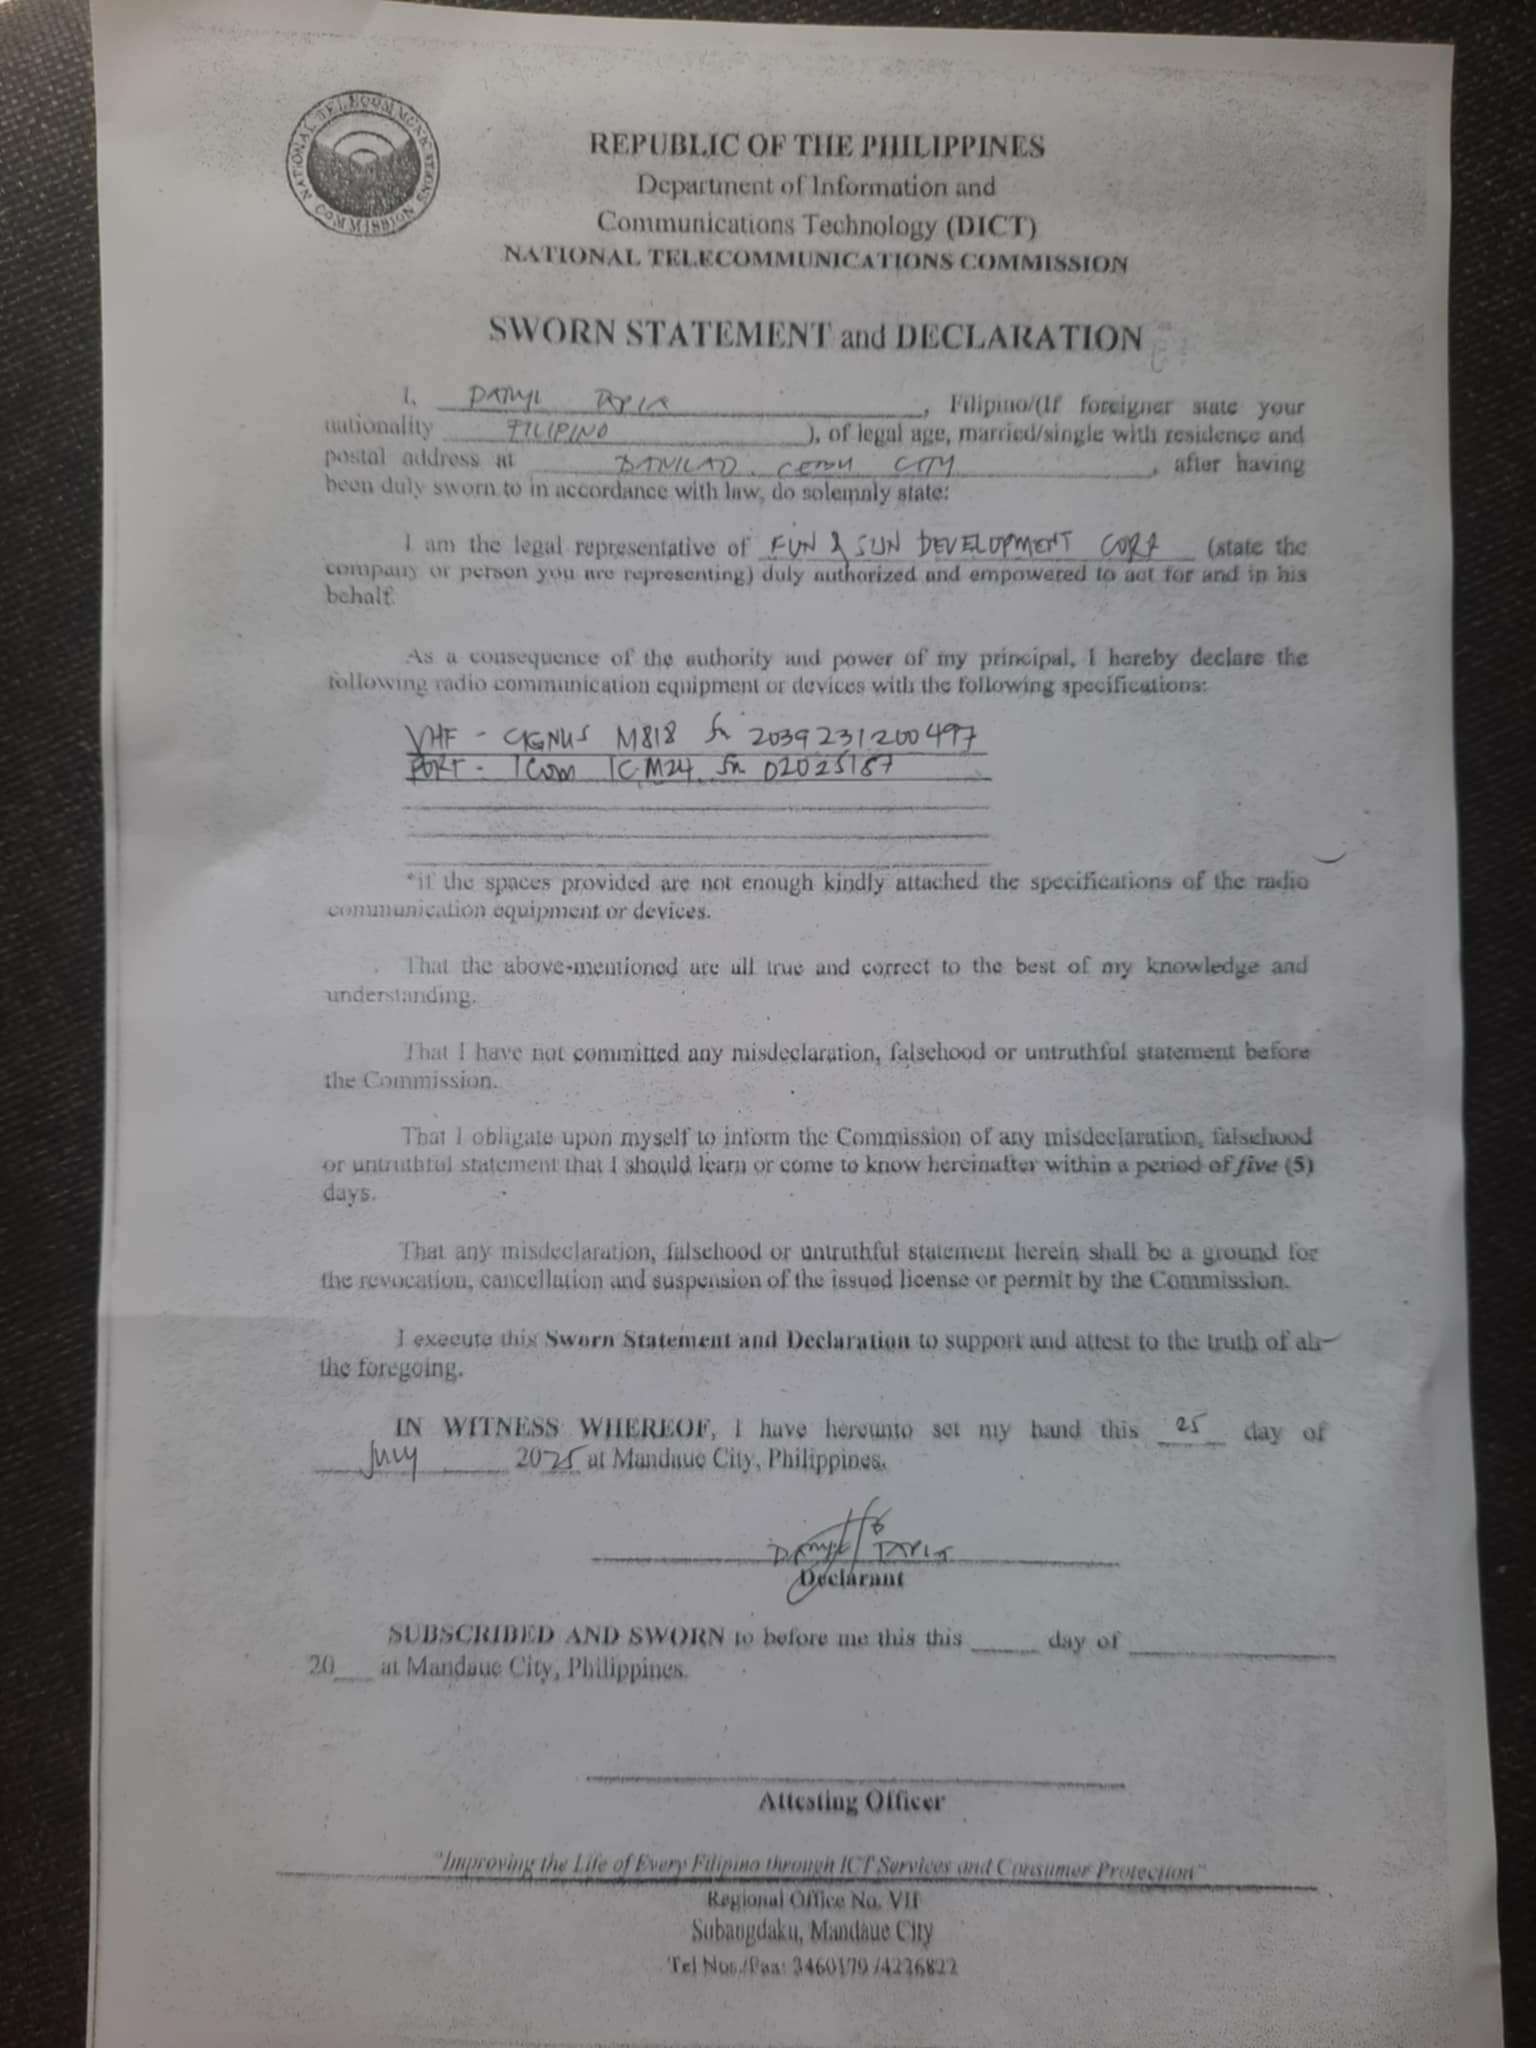 NATIONAL TELECOMMUNICATIONS COMMISSION
REPUBLIC OF THE PHILIPPINES
Department of Information and
Communications Technology (DICT)
NATIONAL TELECOMMUNICATIONS COMMISSION
SWORN STATEMENT and DECLARATION
I, DARYL TAPIA, Filipino/(If foreigner state your
nationality FILIPINO), of legal age, married/single with residence and
postal address at BANILAD, CEBU CITY, after having
been duly sworn to in accordance with law, do solemnly state:
I am the legal representative of FUN & SUN DEVELOPMENT CORP (state the
company or person you are representing) duly authorized and empowered to act for and in his
behalf.
As a consequence of the authority and power of my principal, I hereby declare the
following radio communication equipment or devices with the following specifications:
VHF - CIGNUS M818 Sn 2039231200497
PORT - ICOM IC-M24 Sn 02025187
*if the spaces provided are not enough kindly attached the specifications of the radio
communication equipment or devices.
That the above-mentioned are all true and correct to the best of my knowledge and
understanding.
That I have not committed any misdeclaration, falsehood or untruthful statement before
the Commission.
That I obligate upon myself to inform the Commission of any misdeclaration, falsehood
or untruthful statement that I should learn or come to know hereinafter within a period of five (5)
days.
That any misdeclaration, falsehood or untruthful statement herein shall be a ground for
the revocation, cancellation and suspension of the issued license or permit by the Commission.
I execute this Sworn Statement and Declaration to support and attest to the truth of all
the foregoing.
IN WITNESS WHEREOF, I have hereunto set my hand this 25 day of
July 2025 at Mandaue City, Philippines.
DARYL TAPIA
Declarant
SUBSCRIBED AND SWORN to before me this this ____ day of ____
20__ at Mandaue City, Philippines.
Attesting Officer
"Improving the Life of Every Filipino through ICT Services and Consumer Protection"
Regional Office No. VII
Subangdaku, Mandaue City
Tel Nos./Fax: 3460179 /4226822